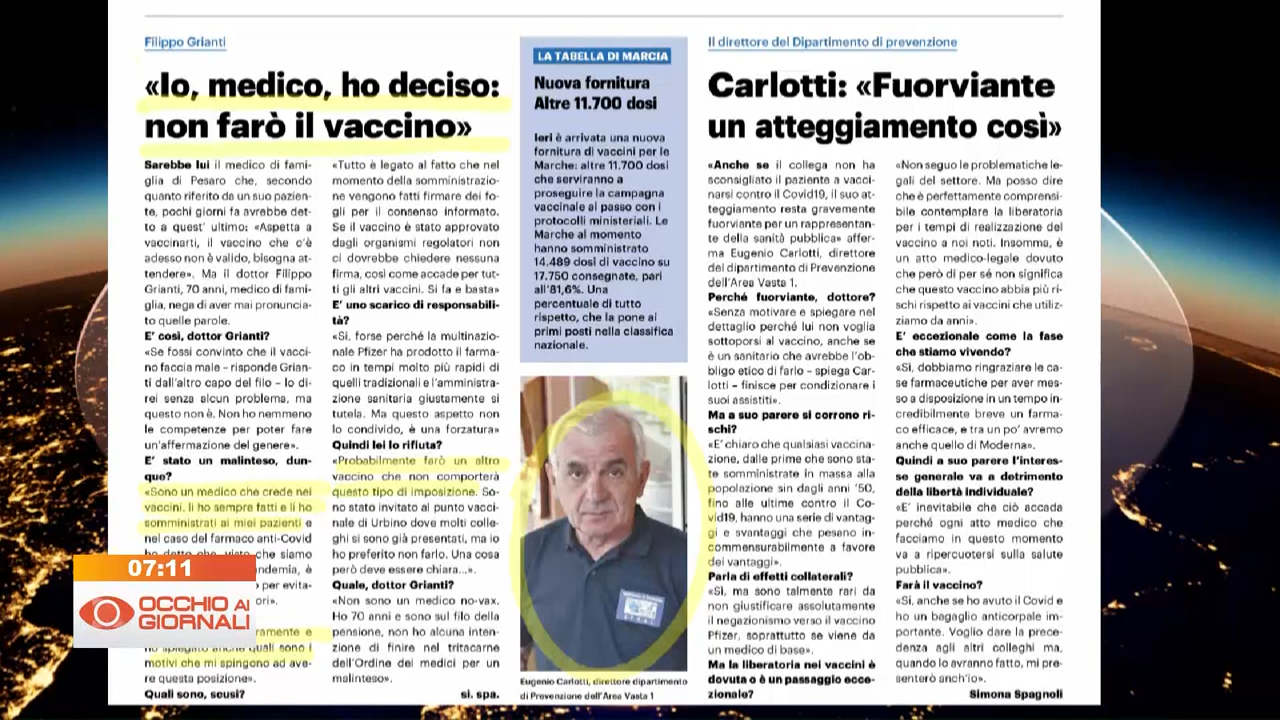 Filippo Grianti
«Io, medico, ho deciso:
non farò il vaccino»
Sarebbe lui il medico di fami-
glia di Pesaro che, secondo
quanto riferito da un suo pazien-
te, pochi giorni fa avrebbe det-
to a quest' ultimo: «Aspetta a
vaccinarti, il vaccino che c'è
adesso non è valido, bisogna at-
tendere». Ma il dottor Filippo
Grianti, 70 anni, medico di fami-
glia, nega di aver mai pronuncia-
to quelle parole.
E' così, dottor Grianti?
«Se fossi convinto che il vacci-
no faccia male – risponde Grian-
ti dall'altro capo del filo – lo di-
rei senza alcun problema, ma
questo non è. Non ho nemmeno
le competenze per poter fare
un'affermazione del genere».
E' stato un malinteso, dun-
que?
«Sono un medico che crede nei
vaccini, li ho sempre fatti e li ho
somministrati ai miei pazienti e
nel caso del farmaco anti-Covid
ho detto che, visto che siamo
demia, è
per evita-
ori».
ramente e
ho spiegato anche quali sono i
motivi che mi spingono ad ave-
re questa posizione».
Quali sono, scusi?
«Tutto è legato al fatto che nel
momento della somministrazio-
ne vengono fatti firmare dei fo-
gli per il consenso informato.
Se il vaccino è stato approvato
dagli organismi regolatori non
ci dovrebbe chiedere nessuna
firma, così come accade per tut-
ti gli altri vaccini. Si fa e basta»
E' uno scarico di responsabili-
tà?
«Sì, forse perché la multinazio-
nale Pfizer ha prodotto il farma-
co in tempi molto più rapidi di
quelli tradizionali e l'amministra-
zione sanitaria giustamente si
tutela. Ma questo aspetto non
lo condivido, è una forzatura»
Quindi lei lo rifiuta?
«Probabilmente farò un altro
vaccino che non comporterà
questo tipo di imposizione. So-
no stato invitato al punto vacci-
nale di Urbino dove molti colle-
ghi si sono già presentati, ma io
ho preferito non farlo. Una cosa
però deve essere chiara...».
Quale, dottor Grianti?
«Non sono un medico no-vax.
Ho 70 anni e sono sul filo della
pensione, non ho alcuna inten-
zione di finire nel tritacarne
dell'Ordine dei medici per un
malinteso».
si. spa.
LA TABELLA DI MARCIA
Nuova fornitura
Altre 11.700 dosi
Ieri è arrivata una nuova
fornitura di vaccini per le
Marche: altre 11.700 dosi
che serviranno a
proseguire la campagna
vaccinale al passo con i
protocolli ministeriali. Le
Marche al momento
hanno somministrato
14.489 dosi di vaccino su
17.750 consegnate, pari
all'81,6%. Una
percentuale di tutto
rispetto, che la pone ai
primi posti nella classifica
nazionale.
Eugenio Carlotti, direttore dipartimento
di Prevenzione dell'Area Vasta 1
Il direttore del Dipartimento di prevenzione
Carlotti: «Fuorviante
un atteggiamento così»
«Anche se il collega non ha
sconsigliato il paziente a vacci-
narsi contro il Covid19, il suo at-
teggiamento resta gravemente
fuorviante per un rappresentan-
te della sanità pubblica» affer-
ma Eugenio Carlotti, direttore
del dipartimento di Prevenzione
dell'Area Vasta 1.
Perché fuorviante, dottore?
«Senza motivare e spiegare nel
dettaglio perché lui non voglia
sottoporsi al vaccino, anche se
è un sanitario che avrebbe l'ob-
bligo etico di farlo – spiega Car-
lotti – finisce per condizionare i
suoi assistiti».
Ma a suo parere si corrono ri-
schi?
«E' chiaro che qualsiasi vaccina-
zione, dalle prime che sono sta-
te somministrate in massa alla
popolazione sin dagli anni '50,
fino alle ultime contro il Co-
vid19, hanno una serie di vantag-
gi e svantaggi che pesano in-
commensurabilmente a favore
dei vantaggi».
Parla di effetti collaterali?
«Sì, ma sono talmente rari da
non giustificare assolutamente
il negazionismo verso il vaccino
Pfizer, soprattutto se viene da
un medico di base».
Ma la liberatoria nei vaccini è
dovuta o è un passaggio ecce-
zionale?
«Non seguo le problematiche le-
gali del settore. Ma posso dire
che è perfettamente comprensi-
bile contemplare la liberatoria
per i tempi di realizzazione del
vaccino a noi noti. Insomma, è
un atto medico-legale dovuto
che però di per sé non significa
che questo vaccino abbia più ri-
schi rispetto ai vaccini che utiliz-
ziamo da anni».
E' eccezionale come la fase
che stiamo vivendo?
«Sì, dobbiamo ringraziare le ca-
se farmaceutiche per aver mes-
so a disposizione in un tempo in-
credibilmente breve un farma-
co efficace, e tra un po' avremo
anche quello di Moderna».
Quindi a suo parere l'interes-
se generale va a detrimento
della libertà individuale?
«E' inevitabile che ciò accada
perché ogni atto medico che
facciamo in questo momento
va a ripercuotersi sulla salute
pubblica».
Farà il vaccino?
«Sì, anche se ho avuto il Covid e
ho un bagaglio anticorpale im-
portante. Voglio dare la prece-
denza agli altri colleghi ma,
quando lo avranno fatto, mi pre-
senterò anch'io».
Simona Spagnoli
07:11
OCCHIO AI
GIORNALI